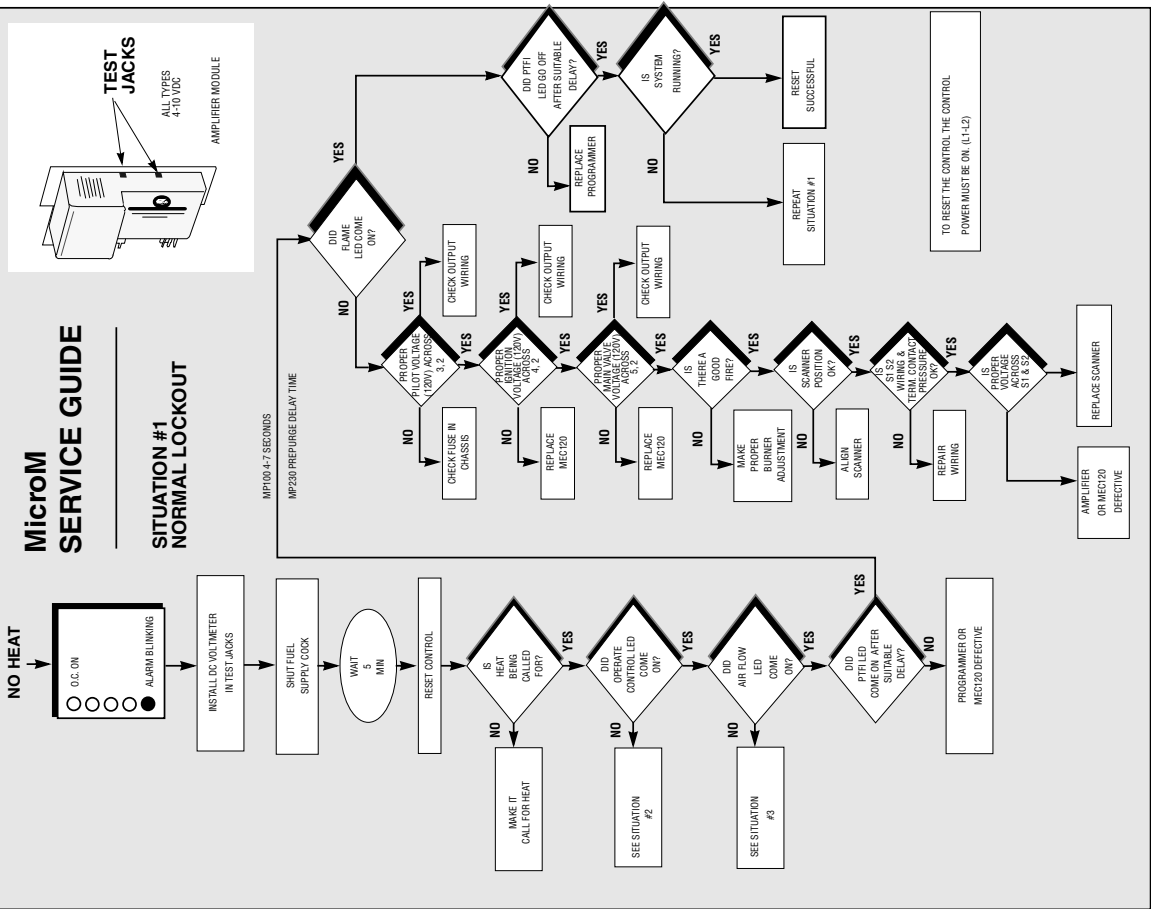 MicroM
SERVICE GUIDE
SITUATION #1
NORMAL LOCKOUT
TEST
JACKS
ALL TYPES
4-10 VDC
AMPLIFIER MODULE
NO HEAT
O.C. ON
ALARM BLINKING
INSTALL DC VOLTMETER
IN TEST JACKS
SHUT FUEL
SUPPLY COCK
WAIT
5
MIN
RESET CONTROL
IS
HEAT
BEING
CALLED
FOR?
NO
MAKE IT
CALL FOR HEAT
YES
DID
OPERATE
CONTROL LED
COME
ON?
NO
SEE SITUATION
#2
YES
DID
AIR FLOW
LED
COME
ON?
NO
SEE SITUATION
#3
YES
DID
PTFI LED
COME ON AFTER
SUITABLE
DELAY?
YES
NO
PROGRAMMER OR
MEC120 DEFECTIVE
MP100 4-7 SECONDS
MP230 PREPURGE DELAY TIME
DID
FLAME
LED COME
ON?
NO
YES
PROPER
PILOT VOLTAGE
(120V) ACROSS
3, 2
NO
CHECK FUSE IN
CHASSIS
YES
CHECK OUTPUT
WIRING
YES
PROPER
IGNITION
VOLTAGE (120V)
ACROSS
4, 2
NO
REPLACE
MEC120
YES
CHECK OUTPUT
WIRING
YES
PROPER
MAIN VALVE
VOLTAGE (120V)
ACROSS
5, 2
NO
REPLACE
MEC120
YES
CHECK OUTPUT
WIRING
YES
IS
THERE A
GOOD
FIRE?
NO
MAKE
PROPER
BURNER
ADJUSTMENT
YES
IS
SCANNER
POSITION
OK?
NO
ALIGN
SCANNER
YES
IS
S1 S2
WIRING &
TERM. CONTACT
PRESSURE
OK?
NO
REPAIR
WIRING
YES
IS
PROPER
VOLTAGE
ACROSS
S1 & S2
AMPLIFIER
OR MEC120
DEFECTIVE
REPLACE SCANNER
DID PTFI
LED GO OFF
AFTER SUITABLE
DELAY?
NO
REPLACE
PROGRAMMER
YES
IS
SYSTEM
RUNNING?
NO
REPEAT
SITUATION #1
YES
RESET
SUCCESSFUL
TO RESET THE CONTROL THE CONTROL
POWER MUST BE ON. (L1-L2)